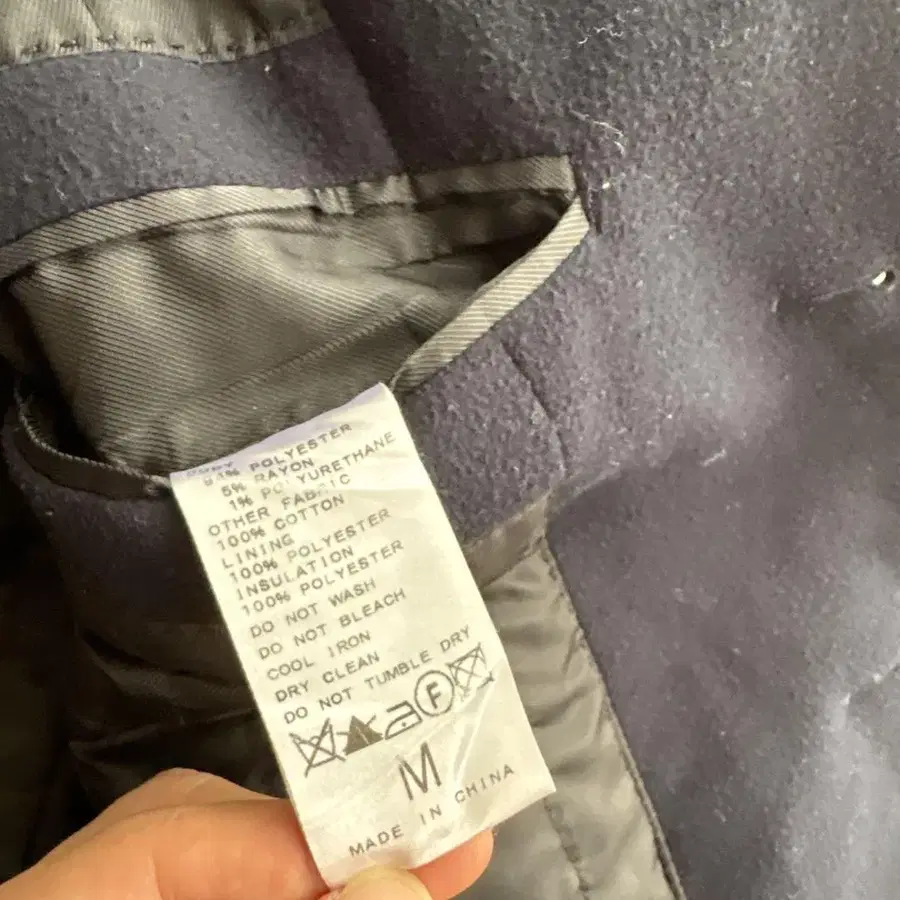 94% POLYESTER
5% RAYON
1% POLYURETHANE
OTHER FABRIC
100% COTTON
LINING
100% POLYESTER
INSULATION
100% POLYESTER
DO NOT WASH
DO NOT BLEACH
COOL IRON
DRY CLEAN
DO NOT TUMBLE DRY
F
M
MADE IN CHINA